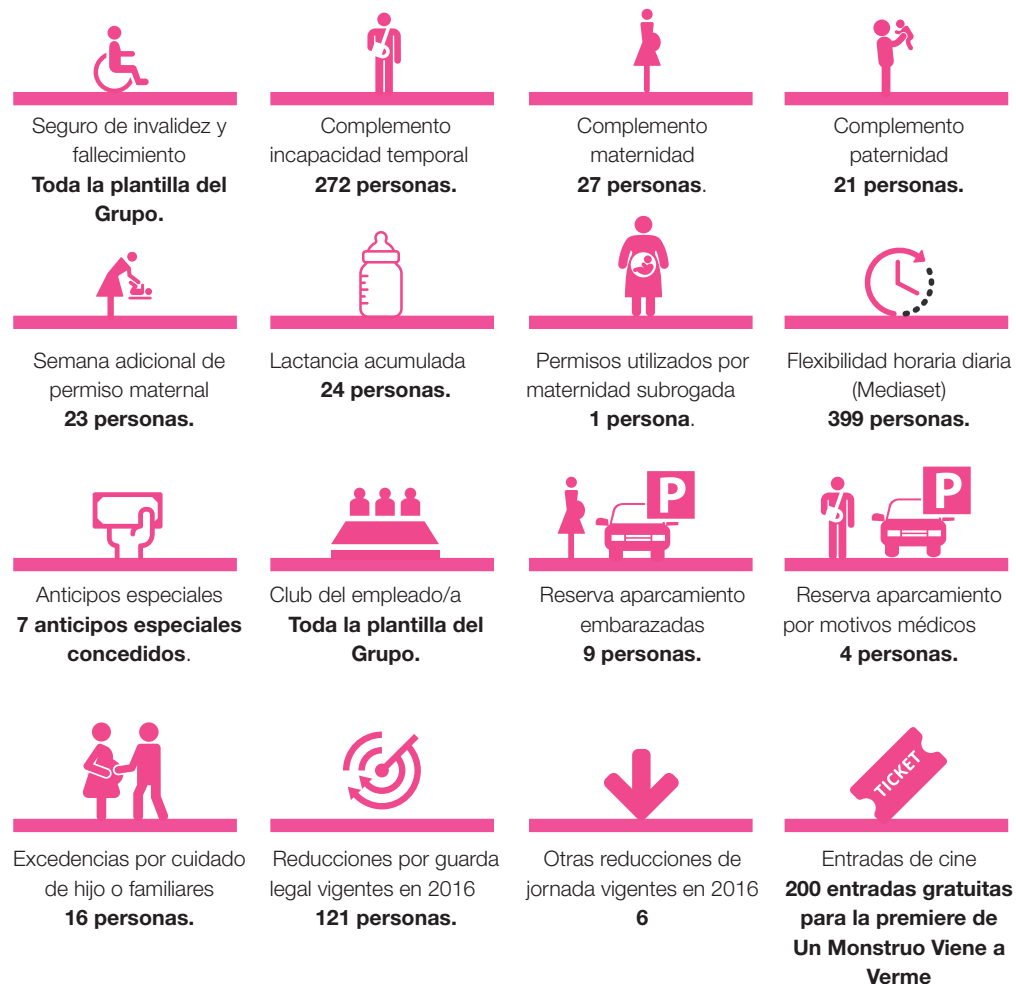 Seguro de invalidez y
fallecimiento
Toda la plantilla del
Grupo.
Complemento
incapacidad temporal
272 personas.
Complemento
maternidad
27 personas.
Complemento
paternidad
21 personas.
Semana adicional de
permiso maternal
23 personas.
Lactancia acumulada
24 personas.
Permisos utilizados por
maternidad subrogada
1 persona.
Flexibilidad horaria diaria
(Mediaset)
399 personas.
Anticipos especiales
7 anticipos especiales
concedidos.
Club del empleado/a
Toda la plantilla del
Grupo.
P
Reserva aparcamiento
embarazadas
9 personas.
P
Reserva aparcamiento
por motivos médicos
4 personas.
Excedencias por cuidado
de hijo o familiares
16 personas.
Reducciones por guarda
legal vigentes en 2016
121 personas.
Otras reducciones de
jornada vigentes en 2016
6
TICKET
Entradas de cine
200 entradas gratuitas
para la premiere de
Un Monstruo Viene a
Verme